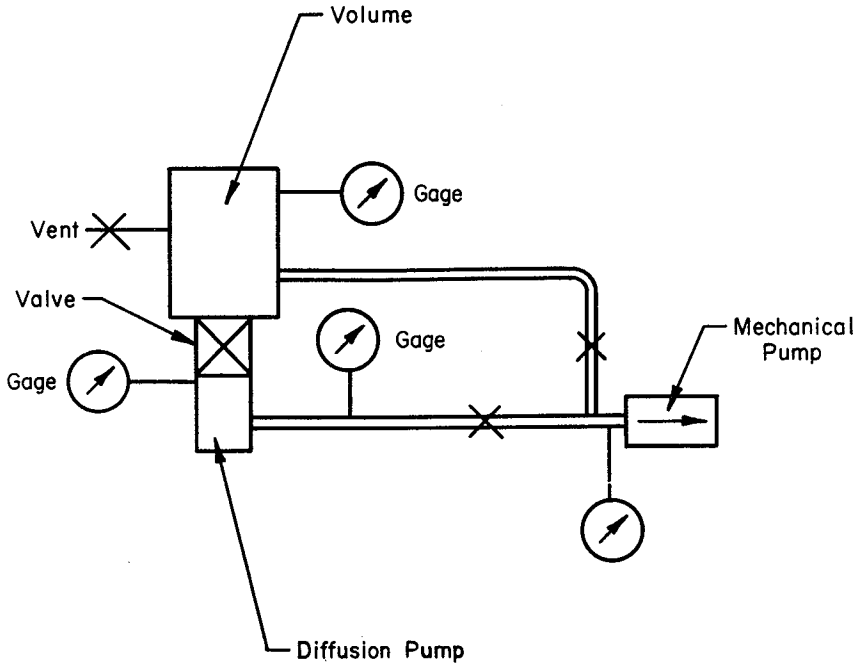 Volume
Gage
Vent
Valve
Gage
Mechanical
Pump
Gage
Diffusion Pump